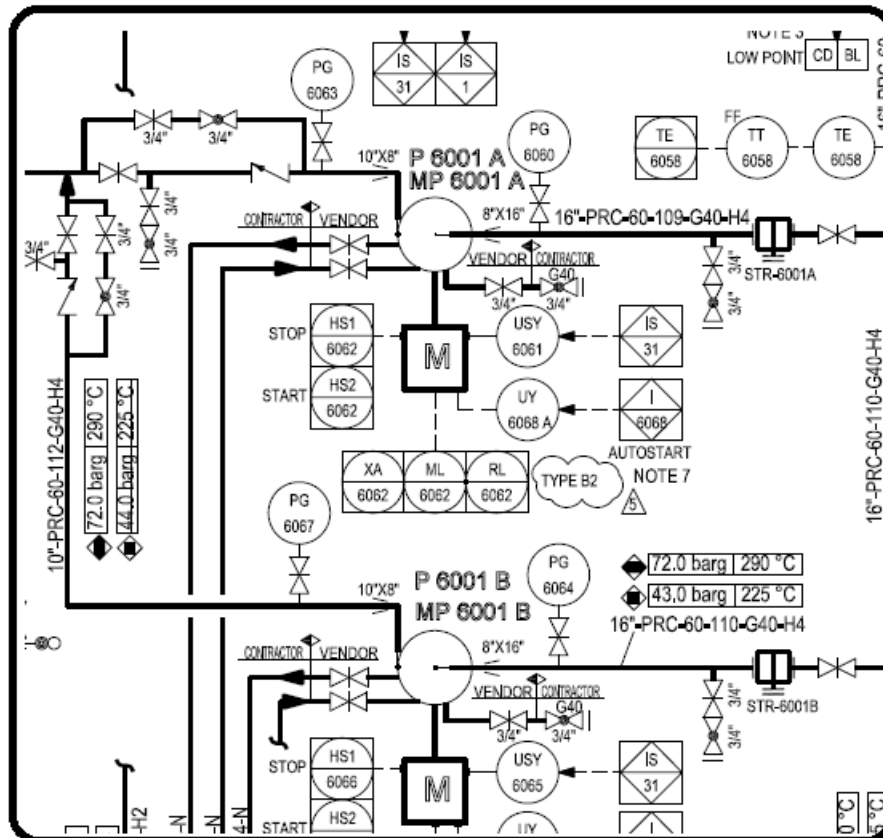 NOTE 3
LOW POINT CD BL
PG
6063
IS
31
IS
1
PG
6060
TE
6058
FF
TT
6058
TE
6058
3/4"
3/4"
10"X8"
P 6001 A
MP 6001 A
8"X16"
16"-PRC-60-109-G40-H4
3/4"
3/4"
3/4"
CONTRACTOR VENDOR
VENDOR CONTRACTOR
G40
3/4"
3/4"
3/4"
3/4"
STR-6001A
3/4"
STOP
HS1
6062
M
USY
6061
IS
31
START
HS2
6062
UY
6068 A
I
6068
AUTOSTART
NOTE 7
10"-PRC-60-112-G40-H4
72.0 barg 290 °C
44.0 barg 225 °C
16"-PRC-60-110-G40-H4
XA
6062
ML
6062
RL
6062
TYPE B2
5
PG
6067
10"X8"
P 6001 B
MP 6001 B
PG
6064
72.0 barg 290 °C
43,0 barg 225 °C
16"-PRC-60-110-G40-H4
8"X16"
CONTRACTOR VENDOR
VENDOR CONTRACTOR
G40
3/4"
3/4"
3/4"
3/4"
STR-6001B
STOP
HS1
6066
M
USY
6065
IS
31
START
HS2
UY
I
-H2
-N
-N
4-N
0 °C
5 °C